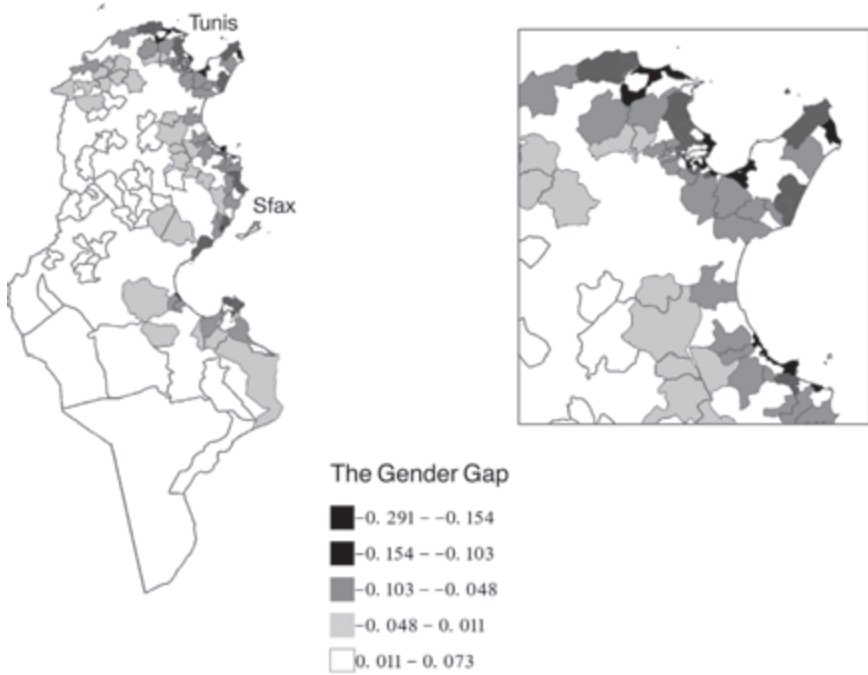 Tunis
Sfax
The Gender Gap
-0. 291 – -0. 154
-0. 154 – -0. 103
-0. 103 – -0. 048
-0. 048 – 0. 011
0. 011 – 0. 073